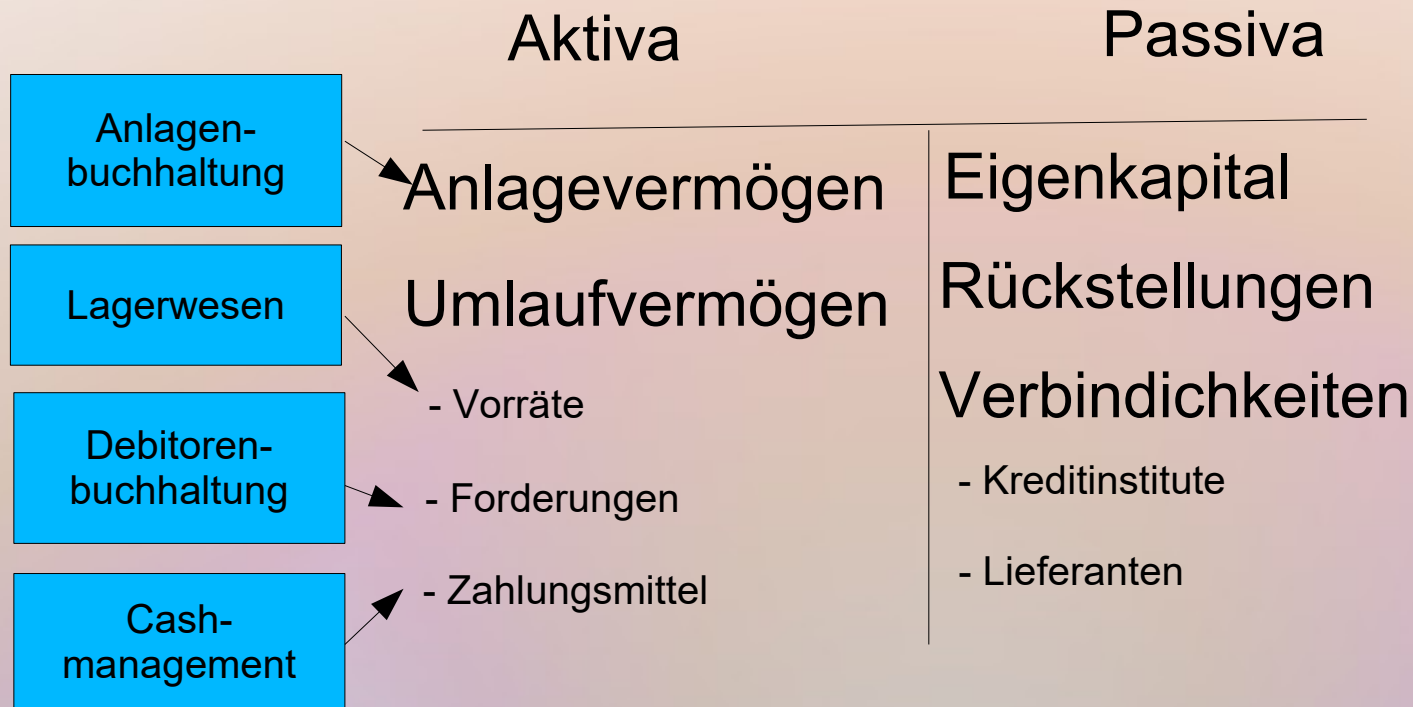 Aktiva
Passiva
Anlagen-
buchhaltung
Lagerwesen
Debitoren-
buchhaltung
Cash-
management
Anlagevermögen
Umlaufvermögen
- Vorräte
- Forderungen
- Zahlungsmittel
Eigenkapital
Rückstellungen
Verbindichkeiten
- Kreditinstitute
- Lieferanten